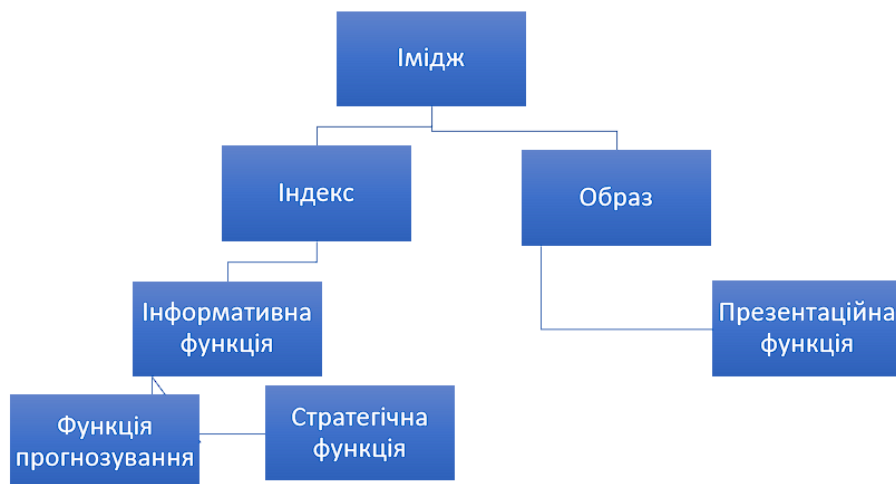 Імідж
Індекс
Образ
Інформативна
функція
Презентаційна
функція
Функція
прогнозування
Стратегічна
функція